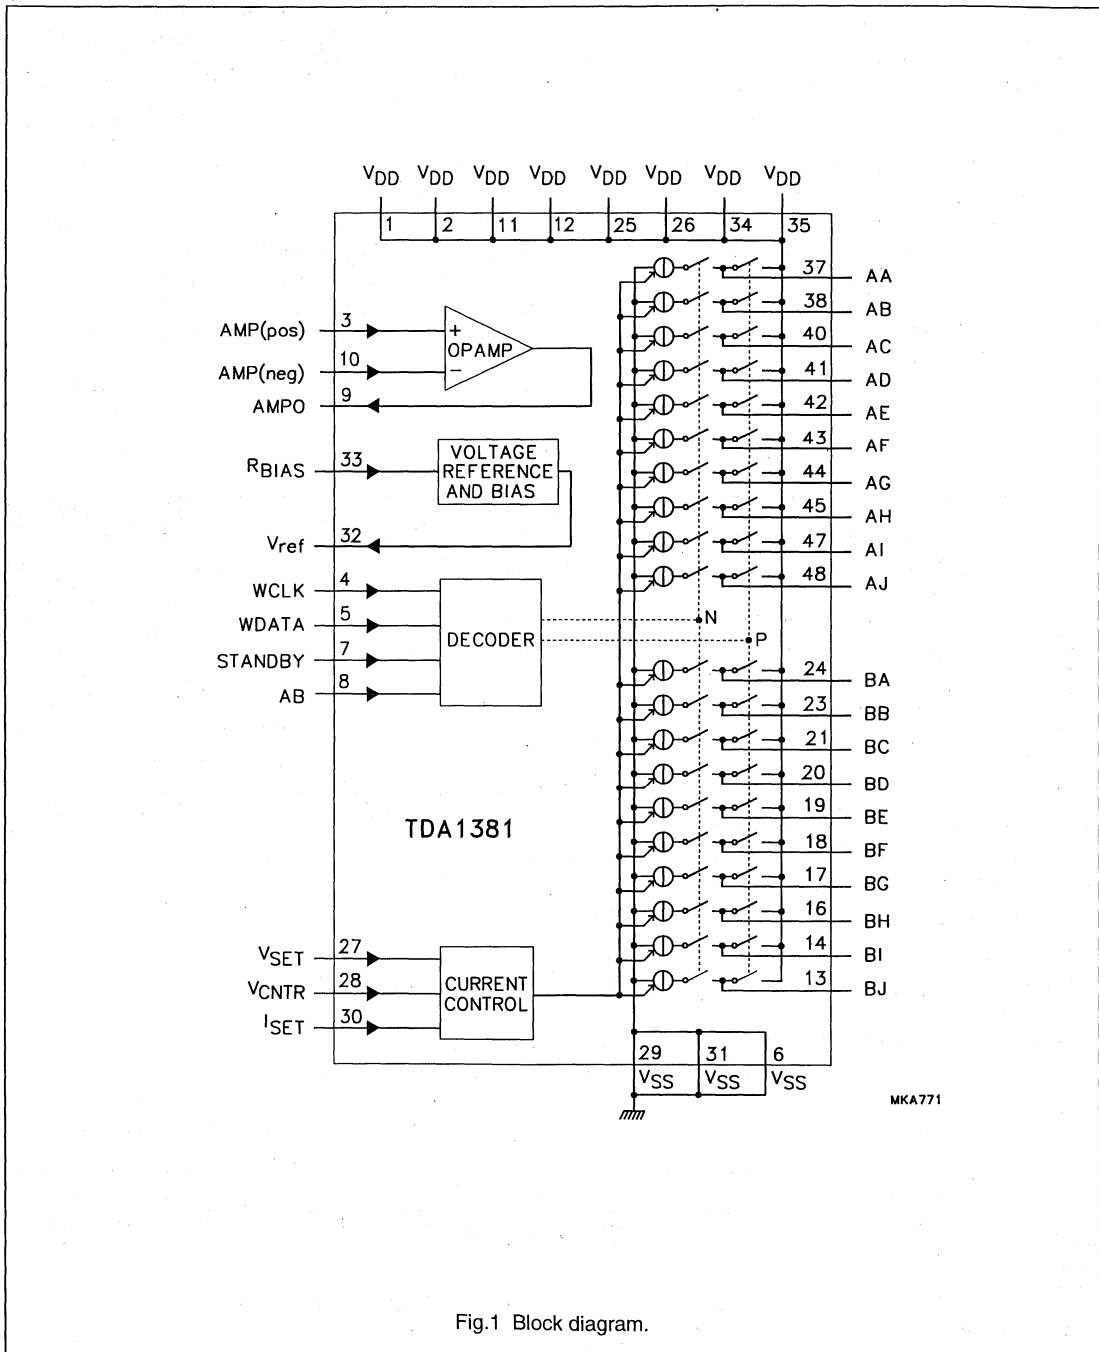 VDD VDD VDD VDD VDD VDD VDD VDD
1 2 11 12 25 26 34 35
37 AA
38 AB
AMP(pos) 3 + OPAMP
40 AC
AMP(neg) 10 −
41 AD
AMPO 9
42 AE
43 AF
RBIAS 33 VOLTAGE
REFERENCE
AND BIAS
44 AG
45 AH
Vref 32
47 AI
48 AJ
WCLK 4
WDATA 5 DECODER N
STANDBY 7 P
AB 8
24 BA
23 BB
21 BC
20 BD
19 BE
TDA1381
18 BF
17 BG
16 BH
VSET 27
14 BI
VCNTR 28 CURRENT
CONTROL
13 BJ
ISET 30
29 31 6
VSS VSS VSS
MKA771
Fig.1 Block diagram.